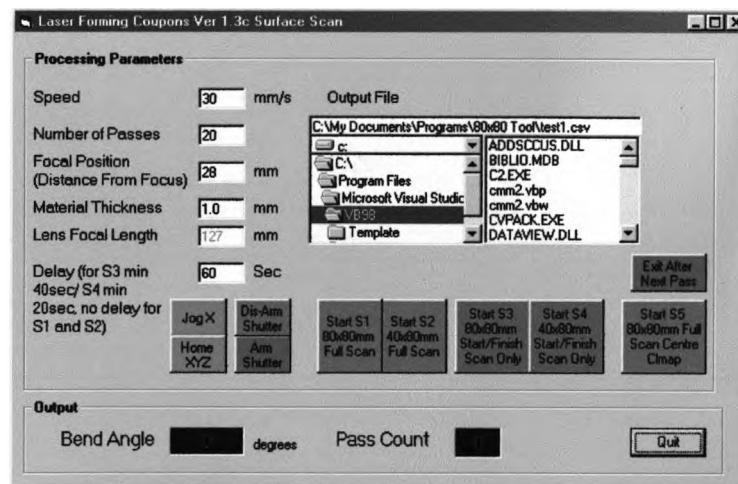 Laser Forming Coupons Ver 1.3c Surface Scan
Processing Parameters
Speed 30 mm/s
Number of Passes 20
Focal Position
(Distance From Focus) 28 mm
Material Thickness 1.0 mm
Lens Focal Length 127 mm
Delay (for S3 min
40sec/ S4 min
20sec, no delay for
S1 and S2) 60 Sec
Output File
C:\My Documents\Programs\80x80 Tool\test1.csv
c:
C:\
Program Files
Microsoft Visual Studic
VB98
Template
ADDSCCUS.DLL
BIBLIO.MDB
C2.EXE
cmm2.vbp
cmm2.vbw
CVPACK.EXE
DATAVIEW.DLL
Exit After
Next Pass
Jog X
Dis-Arm
Shutter
Home
XYZ
Arm
Shutter
Start S1
80x80mm
Full Scan
Start S2
40x80mm
Full Scan
Start S3
80x80mm
Start/Finish
Scan Only
Start S4
40x80mm
Start/Finish
Scan Only
Start S5
80x80mm Full
Scan Centre
Clmap
Output
Bend Angle degrees
Pass Count
Quit